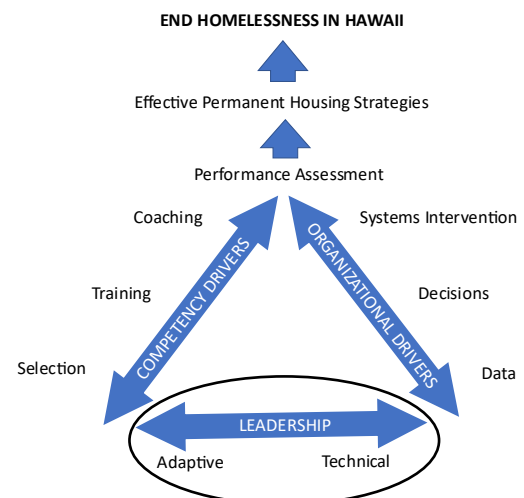 END HOMELESSNESS IN HAWAII
Effective Permanent Housing Strategies
Performance Assessment
Coaching
Systems Intervention
COMPETENCY DRIVERS
ORGANIZATIONAL DRIVERS
Training
Decisions
Selection
Data
LEADERSHIP
Adaptive
Technical